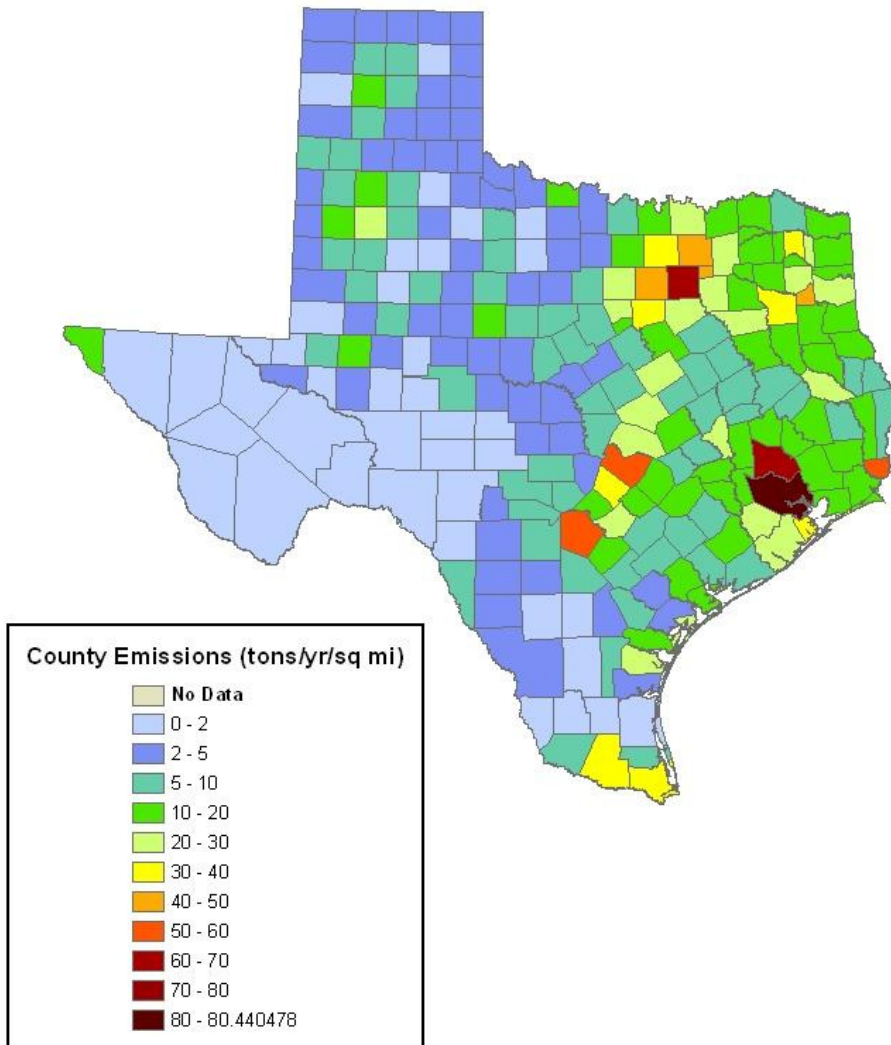 County Emissions (tons/yr/sq mi)
No Data
0 - 2
2 - 5
5 - 10
10 - 20
20 - 30
30 - 40
40 - 50
50 - 60
60 - 70
70 - 80
80 - 80.440478